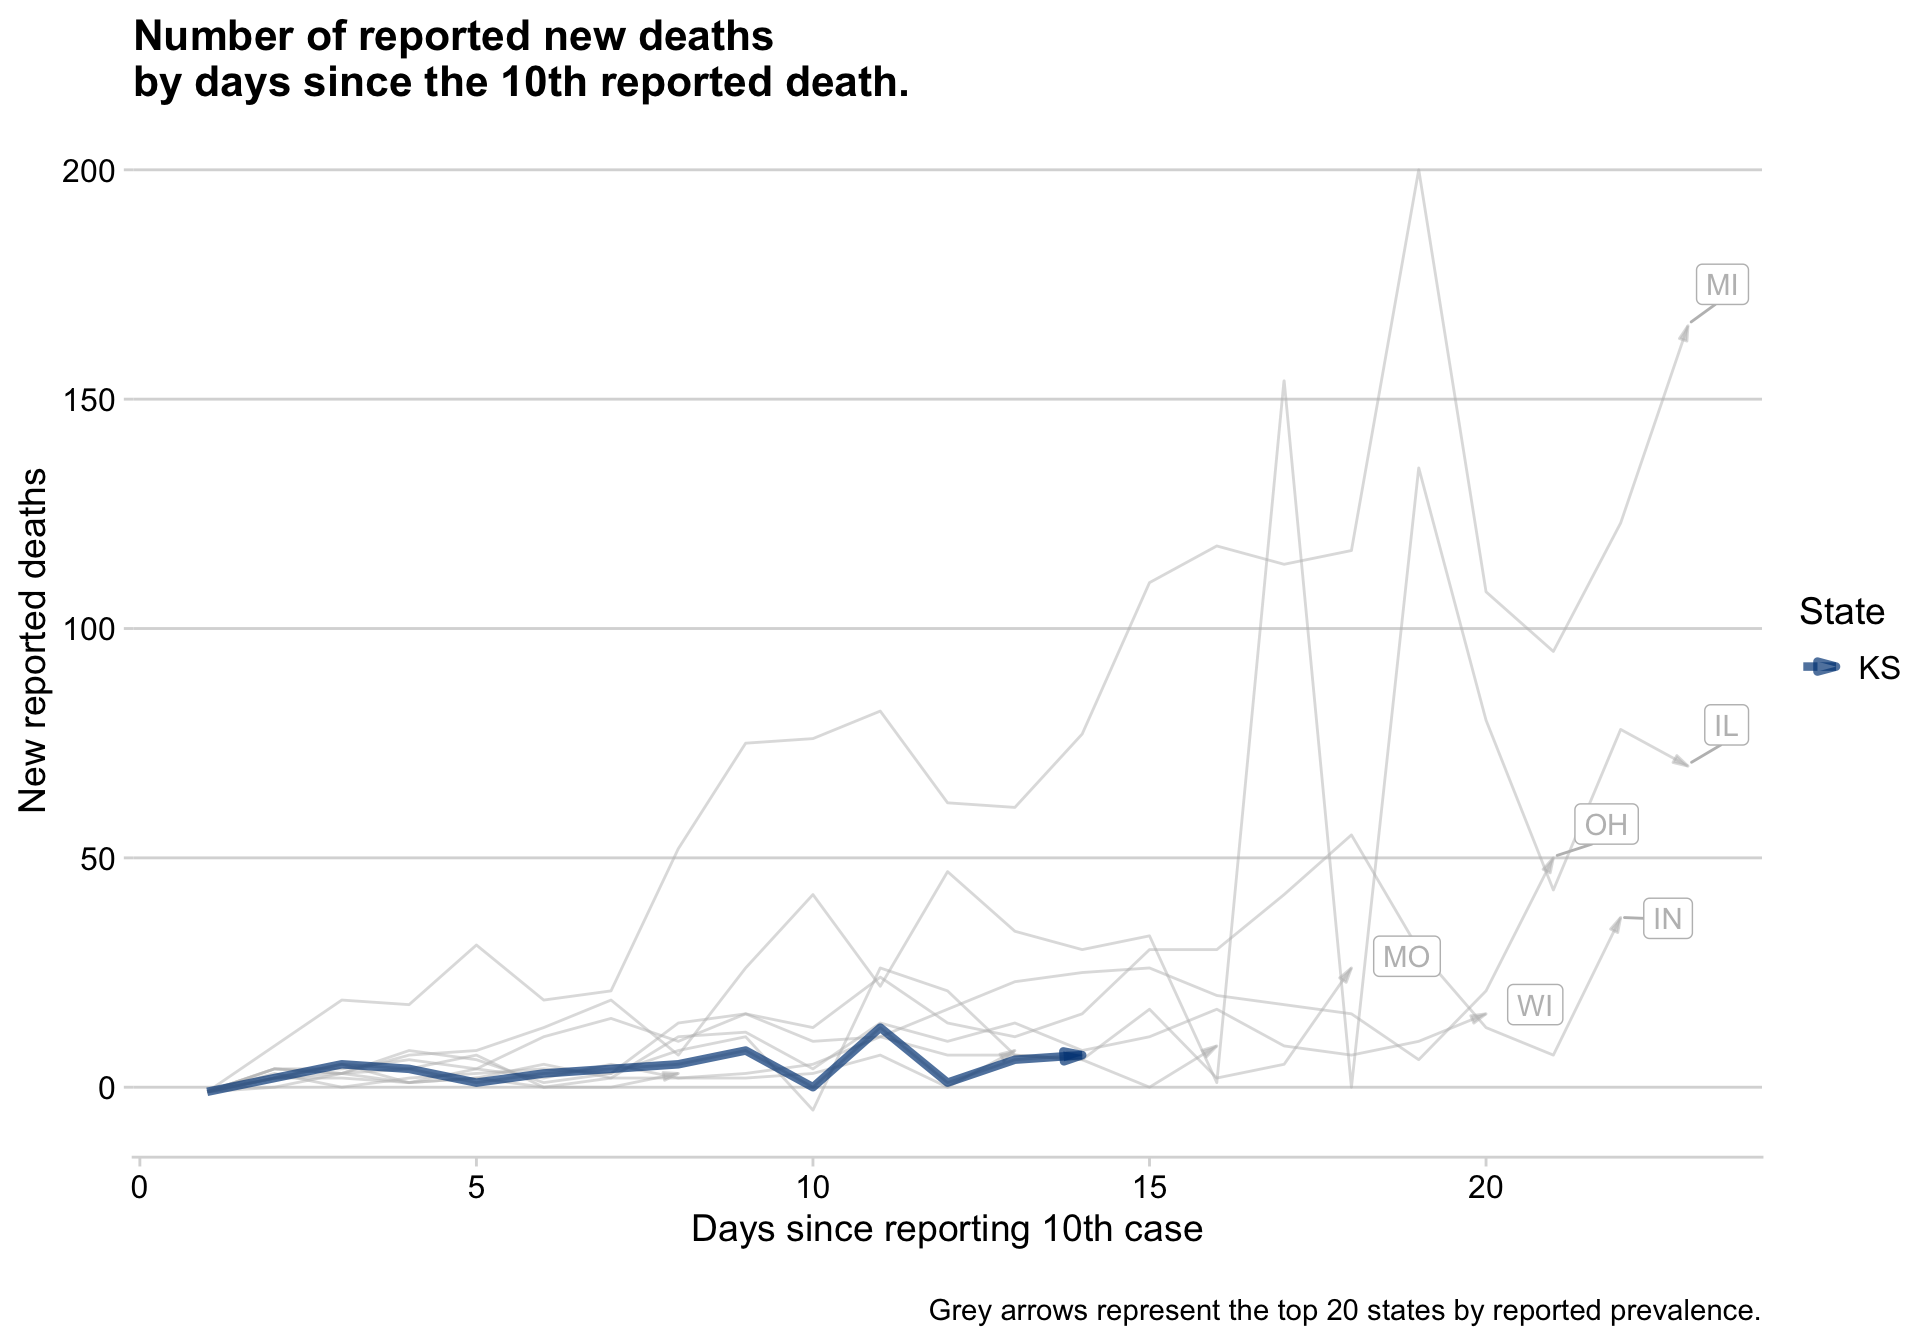 Number of reported new deaths
by days since the 10th reported death.
200
150
100
50
0
New reported deaths
MI
IL
OH
IN
MO
WI
State
KS
0 5 10 15 20
Days since reporting 10th case
Grey arrows represent the top 20 states by reported prevalence.